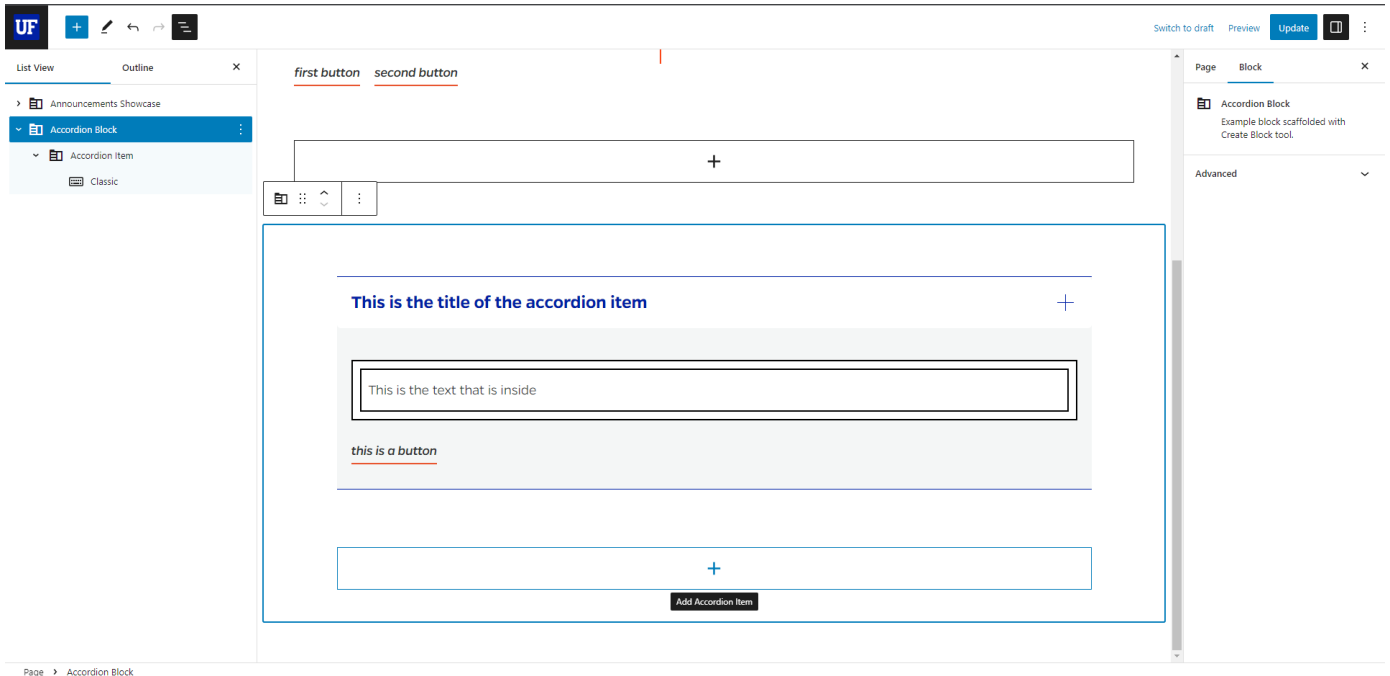 UF
Switch to draft
Preview
Update
List View
Outline
Announcements Showcase
Accordion Block
Accordion Item
Classic
first button
second button
This is the title of the accordion item
This is the text that is inside
this is a button
Add Accordion Item
Page
Block
Accordion Block
Example block scaffolded with
Create Block tool.
Advanced
Page > Accordion Block